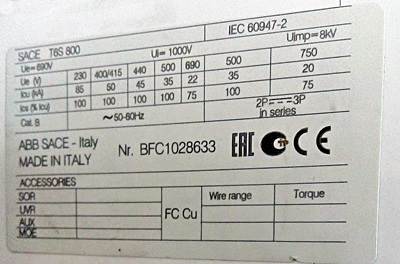 SACE T6S 800 IEC 60947-2
Ue=690V Ui= 1000V Uimp=8kV
Ue (V) 230 400/415 440 500 690 500 750
Icu (kA) 85 50 45 35 22 35 20
Ics (% Icu) 100 100 100 100 75 100 75
Cat. B ~50-60Hz 2P---3P
in series
ABB SACE - Italy
MADE IN ITALY Nr. BFC1028633 EAC CE
ACCESSORIES
SOR FC Cu Wire range Torque
UVR
AUX
MOE